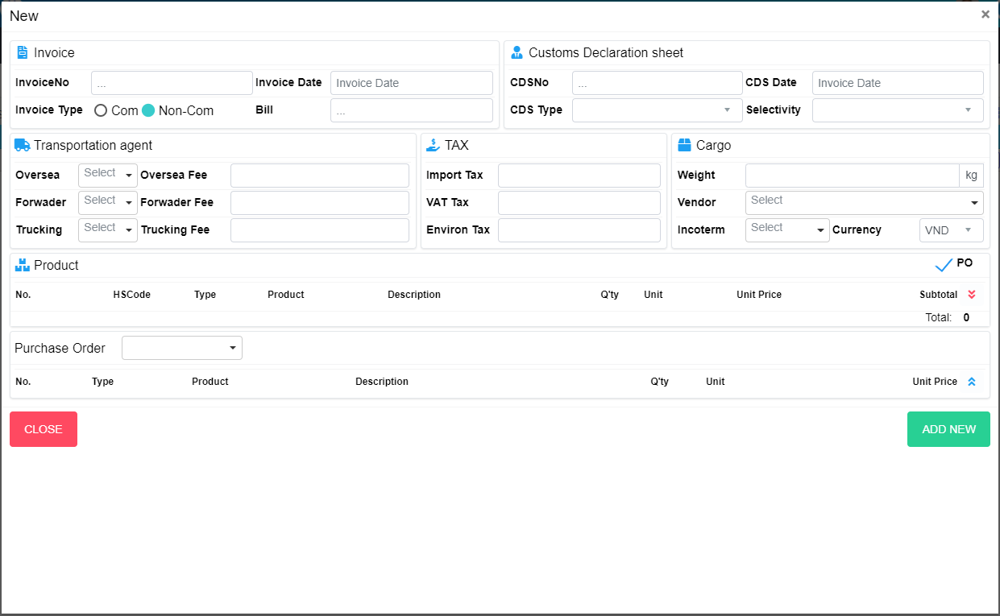 New ×
Invoice
InvoiceNo ... Invoice Date Invoice Date
Invoice Type Com Non-Com Bill ...
Customs Declaration sheet
CDSNo ... CDS Date Invoice Date
CDS Type Selectivity
Transportation agent
Oversea Select Oversea Fee
Forwader Select Forwader Fee
Trucking Select Trucking Fee
TAX
Import Tax
VAT Tax
Environ Tax
Cargo
Weight kg
Vendor Select
Incoterm Select Currency VND
Product PO
No. HSCode Type Product Description Q'ty Unit Unit Price Subtotal
Total: 0
Purchase Order
No. Type Product Description Q'ty Unit Unit Price
CLOSE ADD NEW